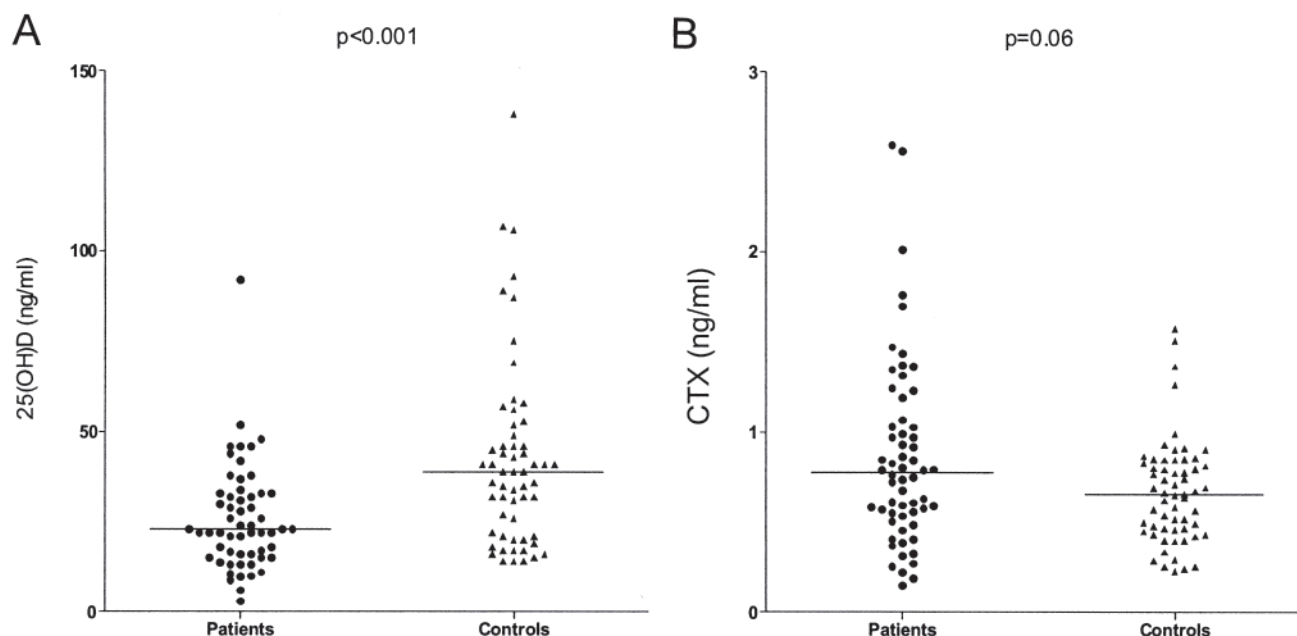 A
p<0.001
150
100
50
0
25(OH)D (ng/ml)
Patients
Controls
B
p=0.06
3
2
1
0
CTX (ng/ml)
Patients
Controls